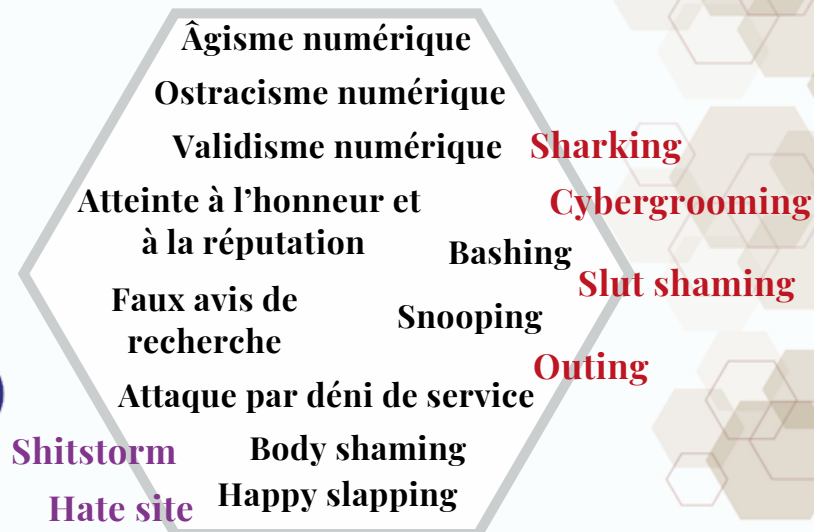 Âgisme numérique
Ostracisme numérique
Validisme numérique
Sharking
Atteinte à l’honneur et
à la réputation
Cybergrooming
Bashing
Slut shaming
Faux avis de
recherche
Snooping
Outing
Attaque par déni de service
Shitstorm
Body shaming
Hate site
Happy slapping